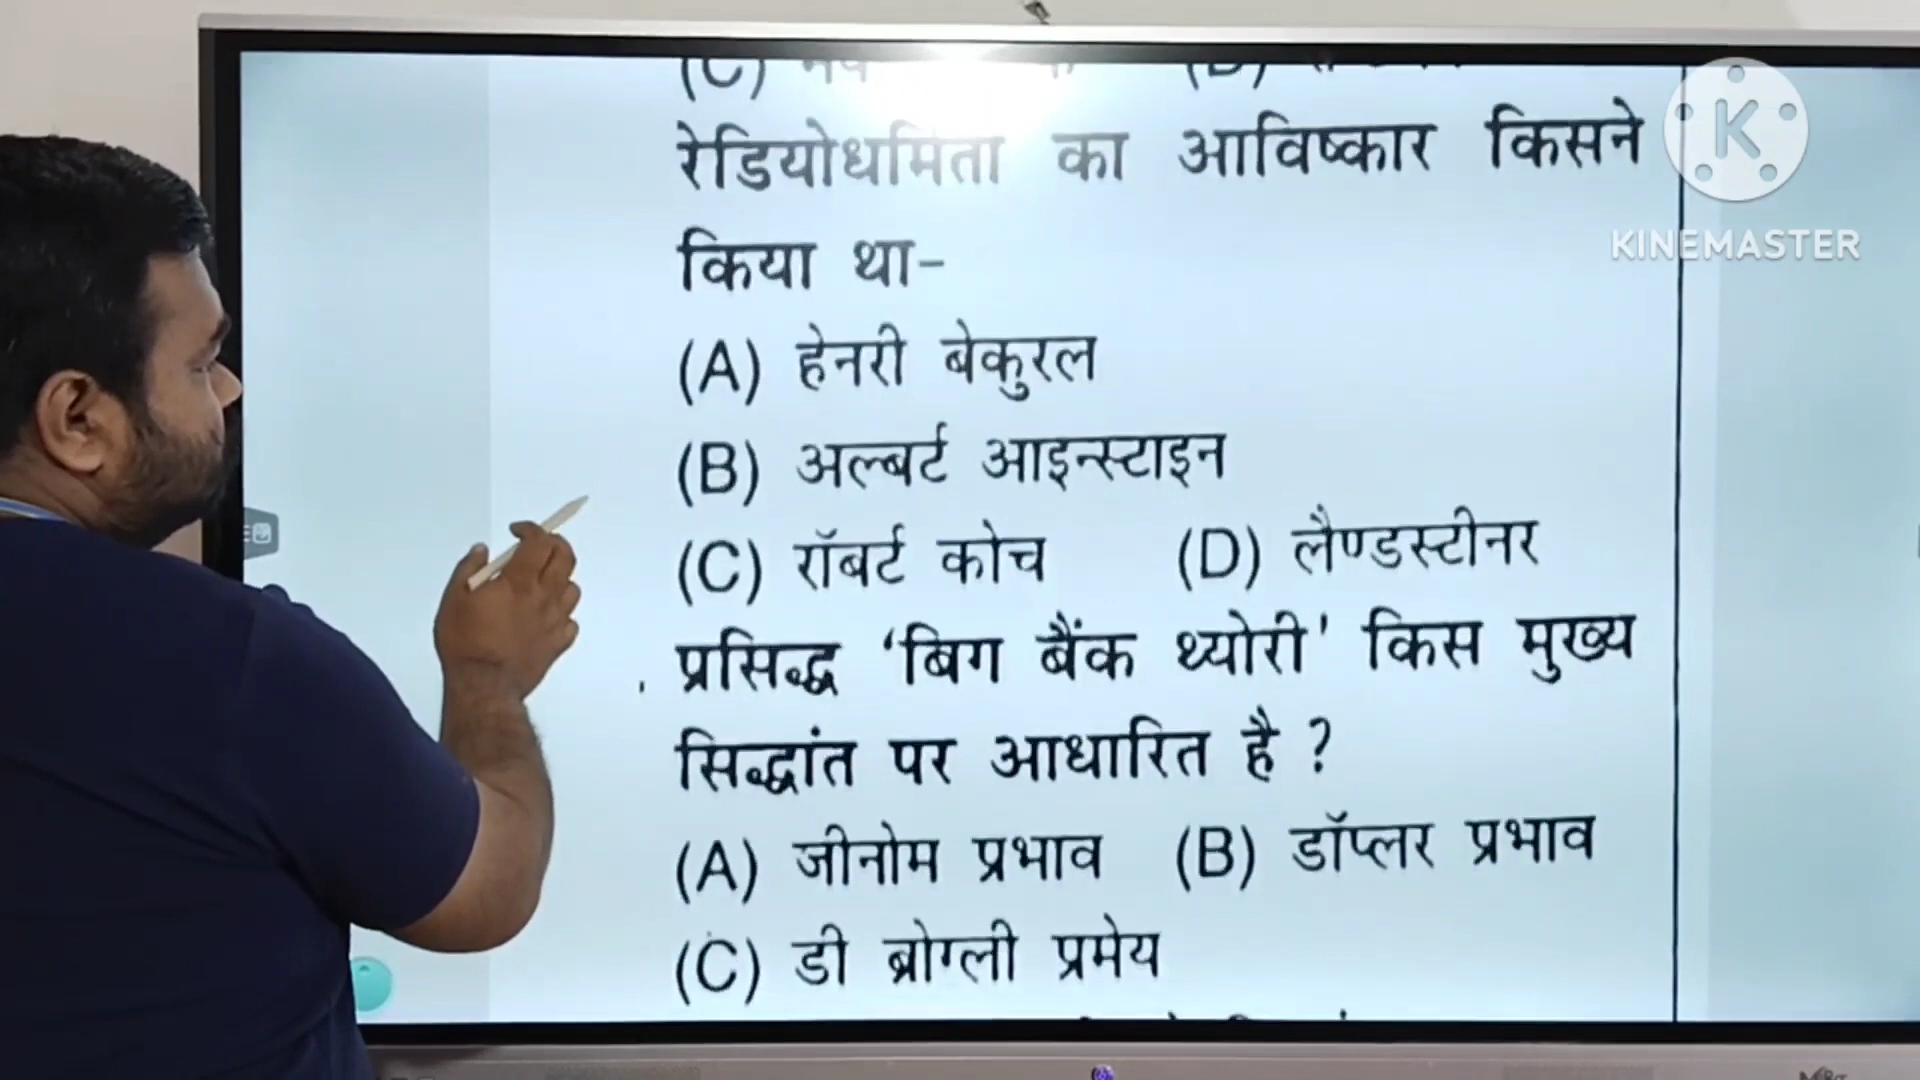 (C)
(D)
रेडियोधर्मिता का आविष्कार किसने
किया था-
(A) हेनरी बेकुरल
(B) अल्बर्ट आइन्स्टाइन
(C) रॉबर्ट कोच (D) लैण्डस्टीनर
प्रसिद्ध 'बिग बैंक थ्योरी' किस मुख्य
सिद्धांत पर आधारित है ?
(A) जीनोम प्रभाव (B) डॉप्लर प्रभाव
(C) डी ब्रोग्ली प्रमेय
K
KINEMASTER